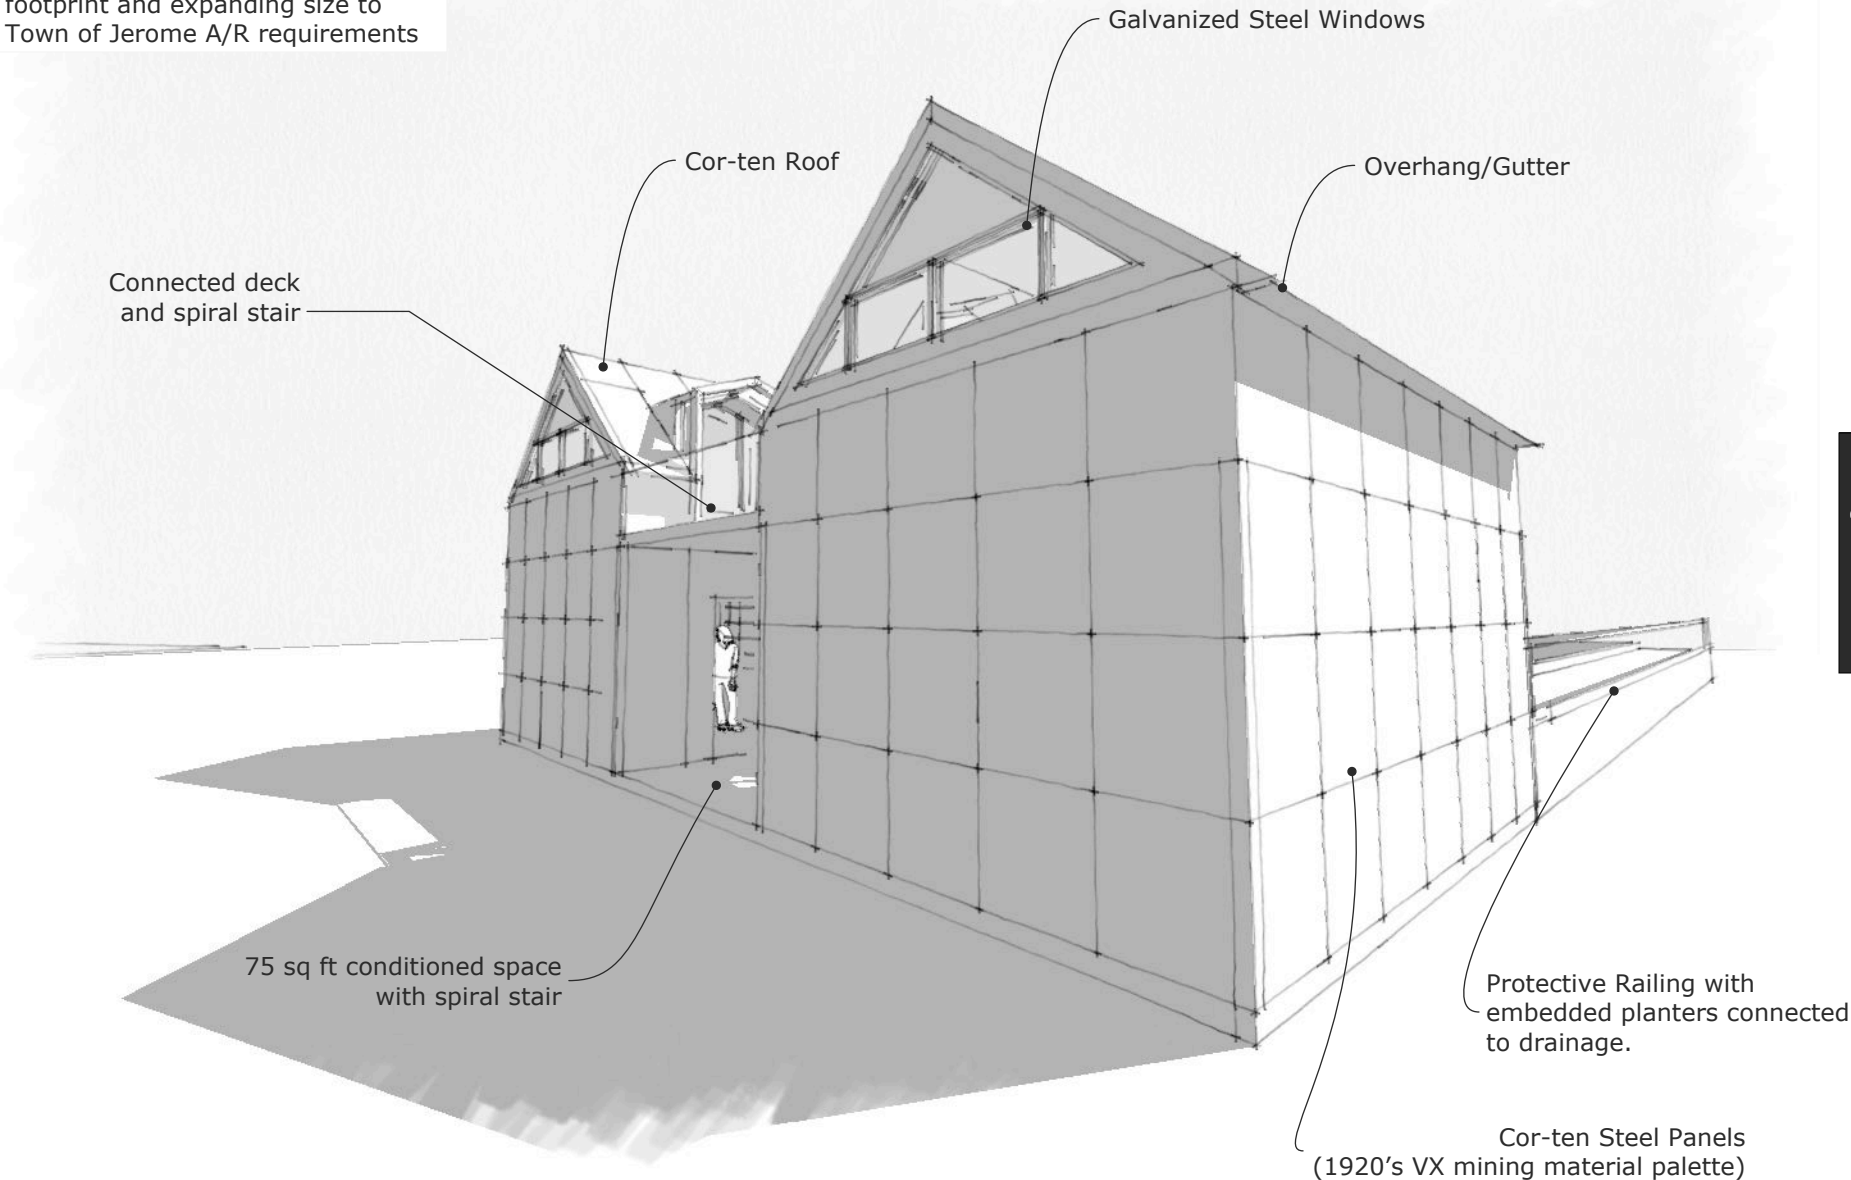 footprint and expanding size to
Town of Jerome A/R requirements
Galvanized Steel Windows
Cor-ten Roof
Overhang/Gutter
Connected deck
and spiral stair
75 sq ft conditioned space
with spiral stair
Protective Railing with
embedded planters connected
to drainage.
Cor-ten Steel Panels
(1920’s VX mining material palette)